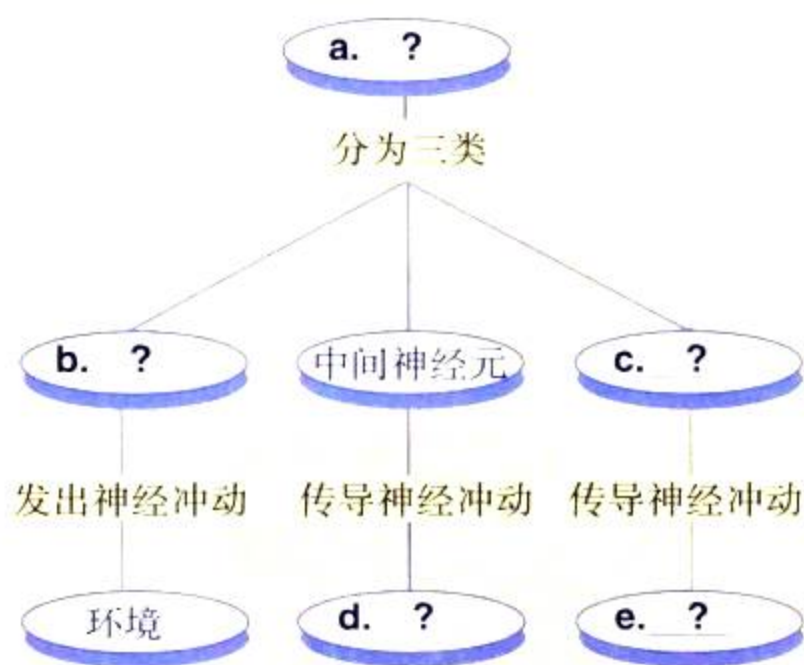 a. ?
分为三类
b. ?
中间神经元
c. ?
发出神经冲动
传导神经冲动
传导神经冲动
环境
d. ?
e. ?